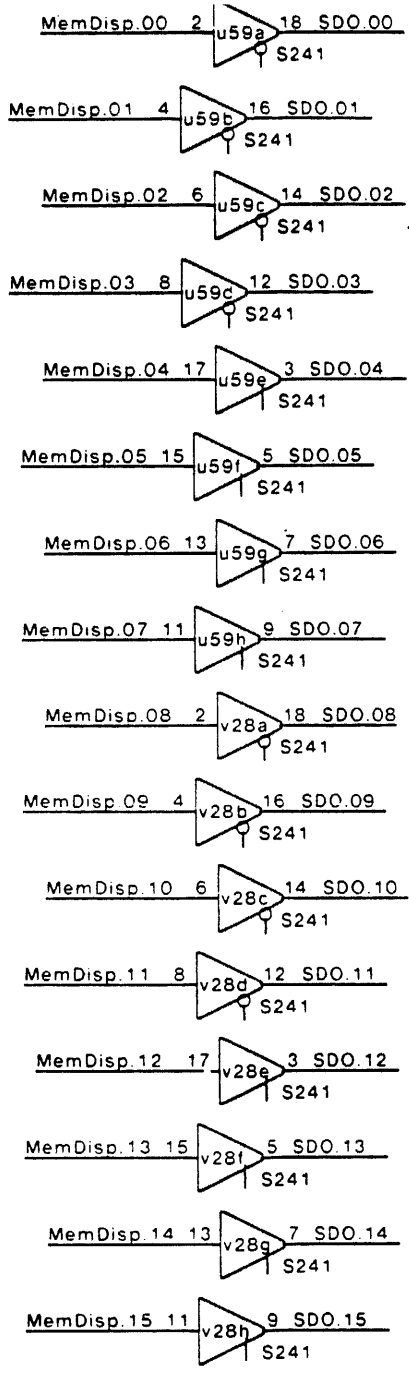 MemDisp.00 2 u59a 18 SDO.00
S241
MemDisp.01 4 u59b 16 SDO.01
S241
MemDisp.02 6 u59c 14 SDO.02
S241
MemDisp.03 8 u59d 12 SDO.03
S241
MemDisp.04 17 u59e 3 SDO.04
S241
MemDisp.05 15 u59f 5 SDO.05
S241
MemDisp.06 13 u59g 7 SDO.06
S241
MemDisp.07 11 u59h 9 SDO.07
S241
MemDisp.08 2 v28a 18 SDO.08
S241
MemDisp.09 4 v28b 16 SDO.09
S241
MemDisp.10 6 v28c 14 SDO.10
S241
MemDisp.11 8 v28d 12 SDO.11
S241
MemDisp.12 17 v28e 3 SDO.12
S241
MemDisp.13 15 v28f 5 SDO.13
S241
MemDisp.14 13 v28g 7 SDO.14
S241
MemDisp.15 11 v28h 9 SDO.15
S241